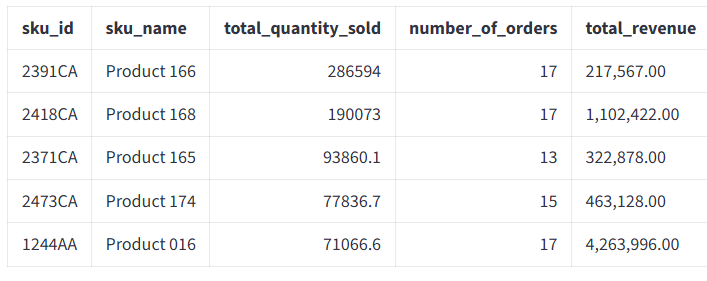 sku_id sku_name total_quantity_sold number_of_orders total_revenue
2391CA Product 166 286594 17 217,567.00
2418CA Product 168 190073 17 1,102,422.00
2371CA Product 165 93860.1 13 322,878.00
2473CA Product 174 77836.7 15 463,128.00
1244AA Product 016 71066.6 17 4,263,996.00